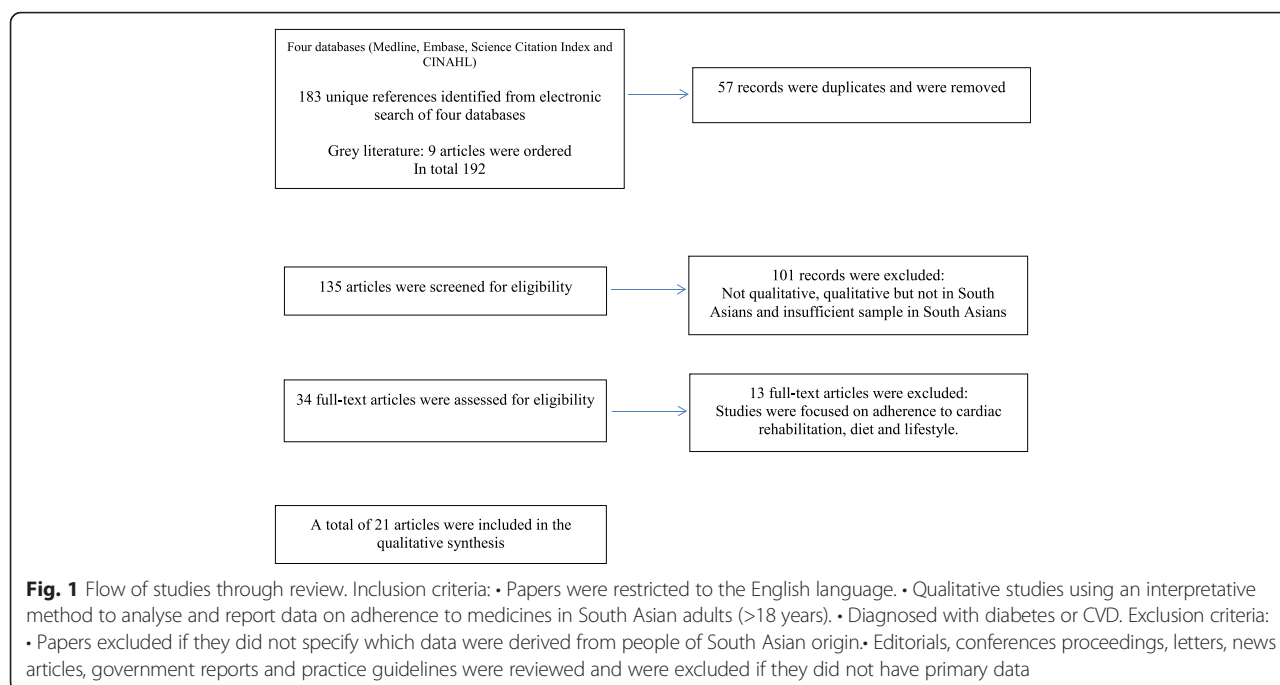 Four databases (Medline, Embase, Science Citation Index and
CINAHL)
183 unique references identified from electronic
search of four databases
Grey literature: 9 articles were ordered
In total 192
57 records were duplicates and were removed
135 articles were screened for eligibility
101 records were excluded:
Not qualitative, qualitative but not in South
Asians and insufficient sample in South Asians
34 full-text articles were assessed for eligibility
13 full-text articles were excluded:
Studies were focused on adherence to cardiac
rehabilitation, diet and lifestyle.
A total of 21 articles were included in the
qualitative synthesis
Fig. 1 Flow of studies through review. Inclusion criteria: • Papers were restricted to the English language. • Qualitative studies using an interpretative
method to analyse and report data on adherence to medicines in South Asian adults (>18 years). • Diagnosed with diabetes or CVD. Exclusion criteria:
• Papers excluded if they did not specify which data were derived from people of South Asian origin.• Editorials, conferences proceedings, letters, news
articles, government reports and practice guidelines were reviewed and were excluded if they did not have primary data